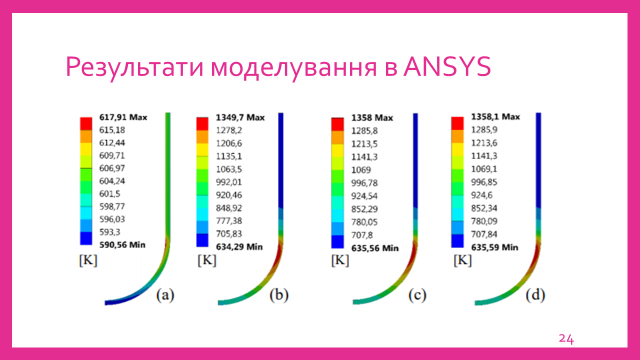 Результати моделування в ANSYS
617,91 Max
615,18
612,44
609,71
606,97
604,24
601,5
598,77
596,03
593,3
590,56 Min
[K]
(a)
1349,7 Max
1278,2
1206,6
1135,1
1063,5
992,01
920,46
848,92
777,38
705,83
634,29 Min
[K]
(b)
1358 Max
1285,8
1213,5
1141,3
1069
996,78
924,54
852,29
780,05
707,8
635,56 Min
[K]
(c)
1358,1 Max
1285,9
1213,6
1141,3
1069,1
996,85
924,6
852,34
780,09
707,84
635,59 Min
[K]
(d)
24